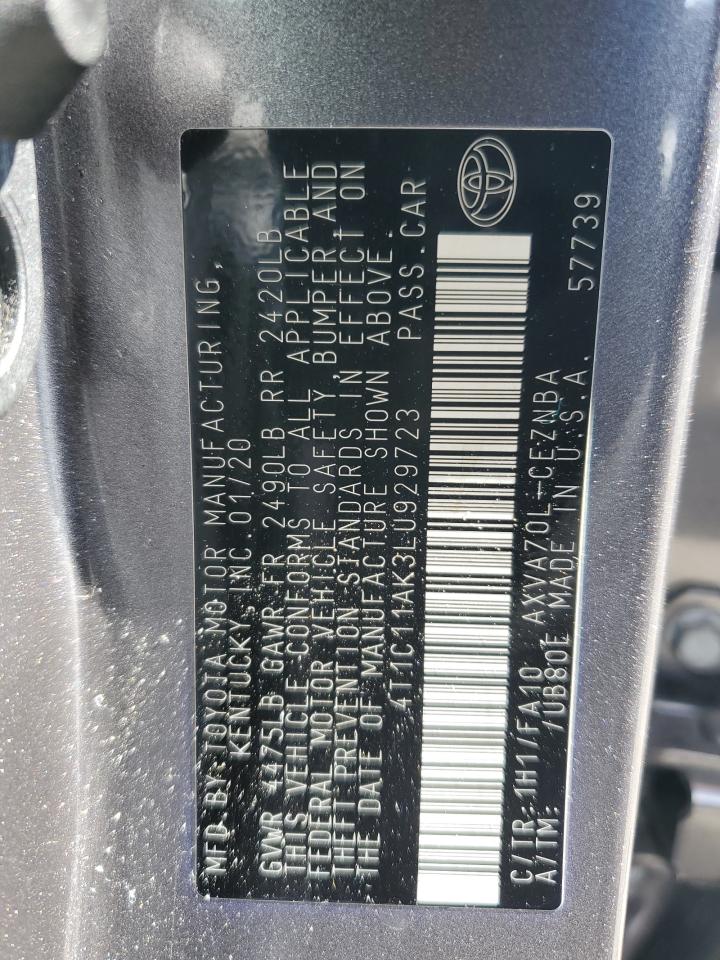 MFD.BY:TOYOTA MOTOR MANUFACTURING,
KENTUCKY, INC.01/20
GVWR 4475LB GAWR FR 2490LB RR 2420LB
THIS VEHICLE CONFORMS TO ALL APPLICABLE
FEDERAL MOTOR VEHICLE SAFETY,BUMPER AND
THEFT PREVENTION STANDARDS IN EFFECT ON
THE DATE OF MANUFACTURE SHOWN ABOVE.
4T1C11AK3LU929723 PASS.CAR
C/TR:1H1/FA10 AXVA70L-CEZNBA
A/TM: /UB80E MADE IN U.S.A. 57739